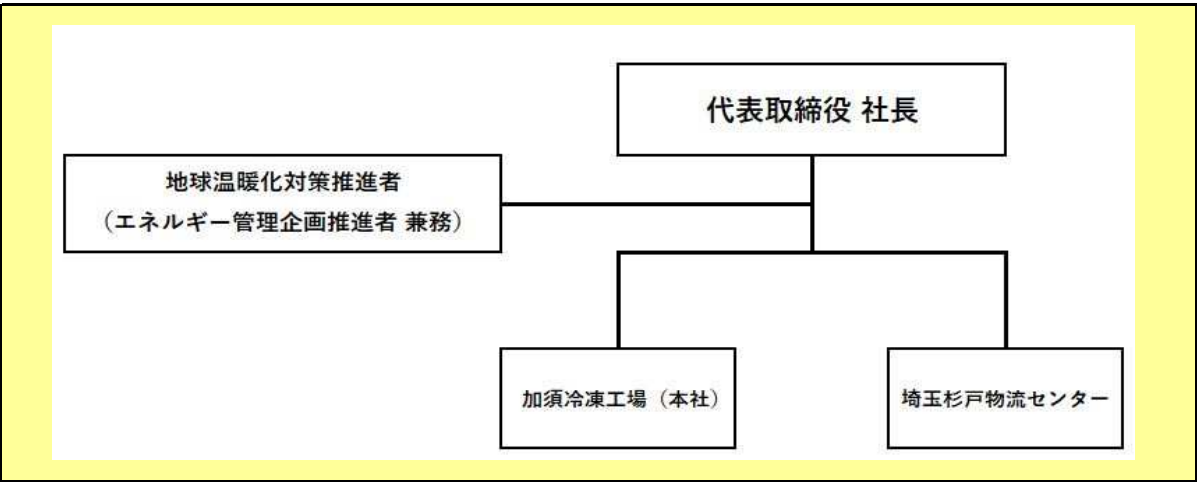 代表取締役 社長
地球温暖化対策推進者
（エネルギー管理企画推進者 兼務）
加須冷凍工場（本社）
埼玉杉戸物流センター